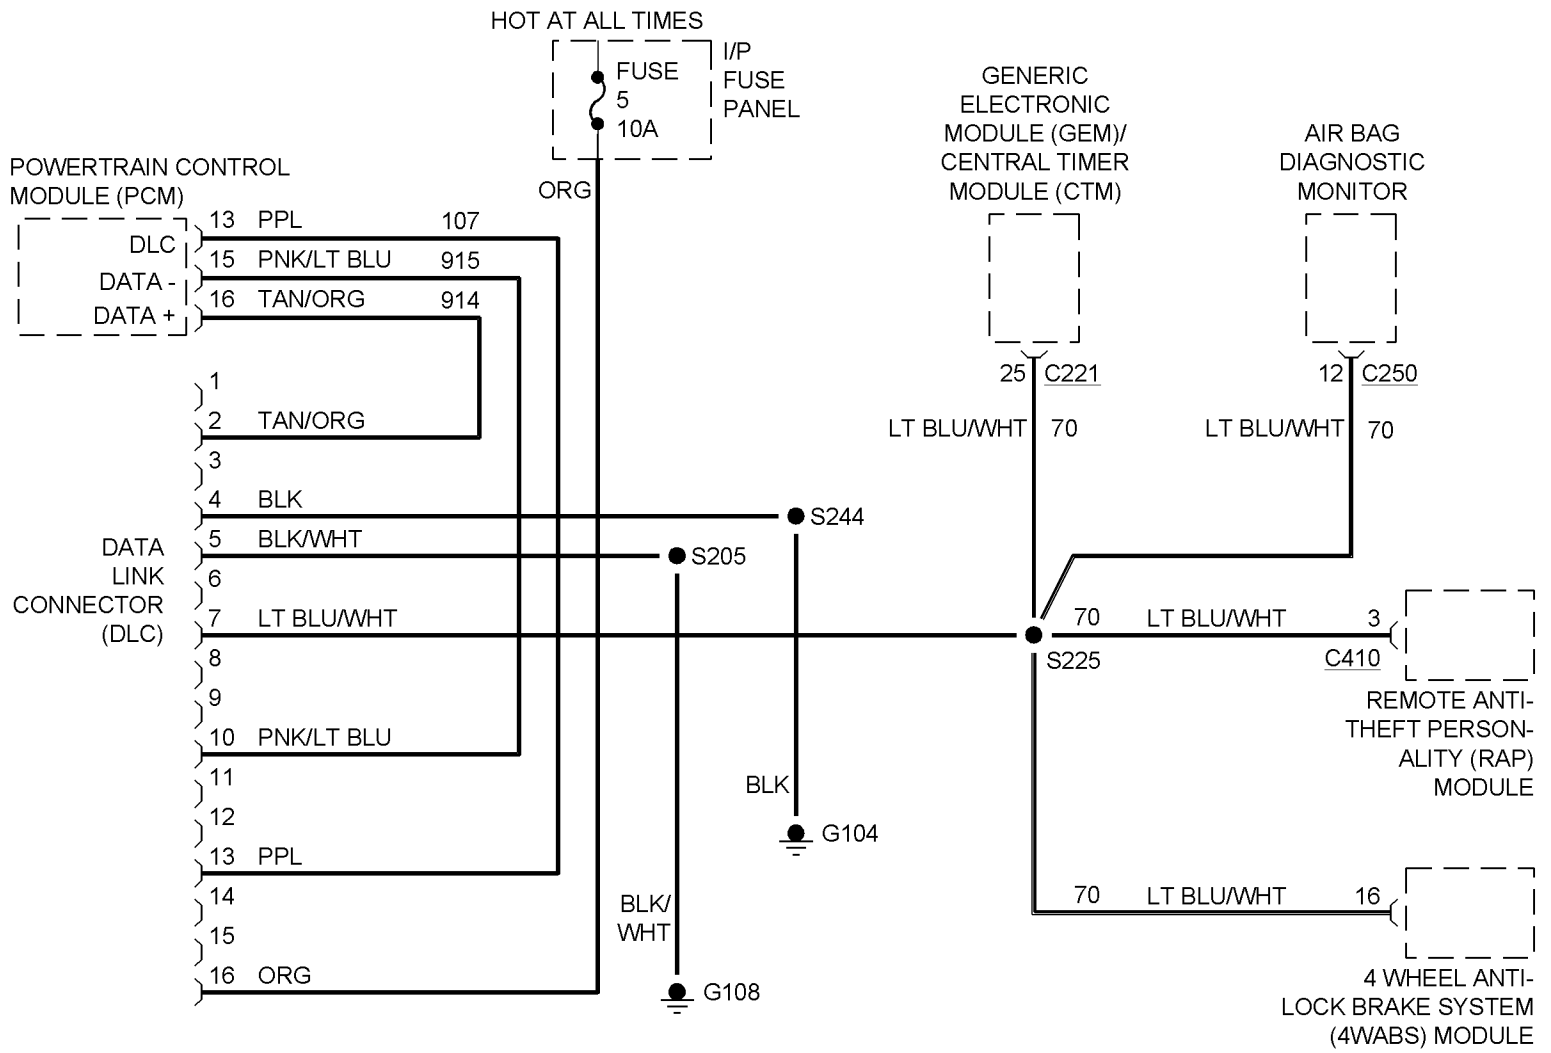 HOT AT ALL TIMES
I/P
FUSE
PANEL
FUSE
5
10A
ORG
POWERTRAIN CONTROL
MODULE (PCM)
DLC
DATA -
DATA +
13 PPL 107
15 PNK/LT BLU 915
16 TAN/ORG 914
GENERIC
ELECTRONIC
MODULE (GEM)/
CENTRAL TIMER
MODULE (CTM)
25 C221
LT BLU/WHT 70
AIR BAG
DIAGNOSTIC
MONITOR
12 C250
LT BLU/WHT 70
DATA
LINK
CONNECTOR
(DLC)
1
2 TAN/ORG
3
4 BLK
5 BLK/WHT
6
7 LT BLU/WHT
8
9
10 PNK/LT BLU
11
12
13 PPL
14
15
16 ORG
S244
S205
BLK
G104
BLK/
WHT
G108
S225
70 LT BLU/WHT 3
C410
REMOTE ANTI-
THEFT PERSON-
ALITY (RAP)
MODULE
70 LT BLU/WHT 16
4 WHEEL ANTI-
LOCK BRAKE SYSTEM
(4WABS) MODULE